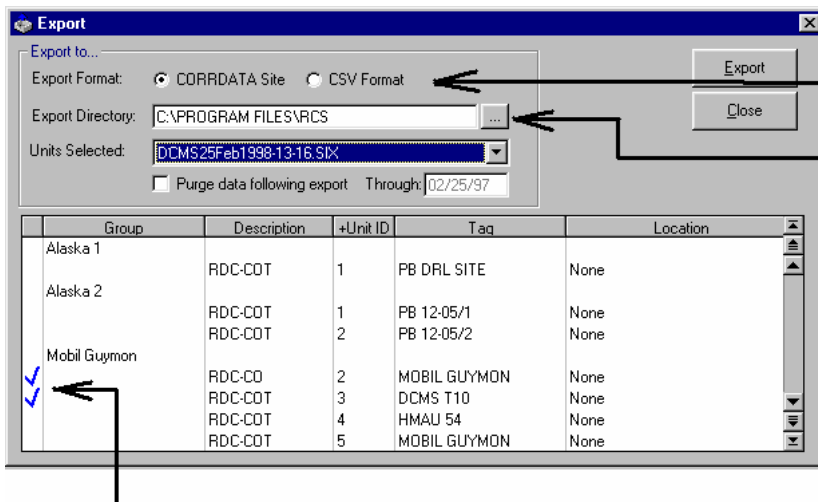 Export
Export to...
Export Format: CORRDATA Site CSV Format
Export
Export Directory: C:\PROGRAM FILES\RCS ...
Close
Units Selected: DCMS25Feb1998-13-16.SIX
Purge data following export Through: 02/25/97
Group Description +Unit ID Tag Location
Alaska 1
RDC-COT 1 PB DRL SITE None
Alaska 2
RDC-COT 1 PB 12-05/1 None
RDC-COT 2 PB 12-05/2 None
Mobil Guymon
RDC-CO 2 MOBIL GUYMON None
RDC-COT 3 DCMS T10 None
RDC-COT 4 HMAU 54 None
RDC-COT 5 MOBIL GUYMON None